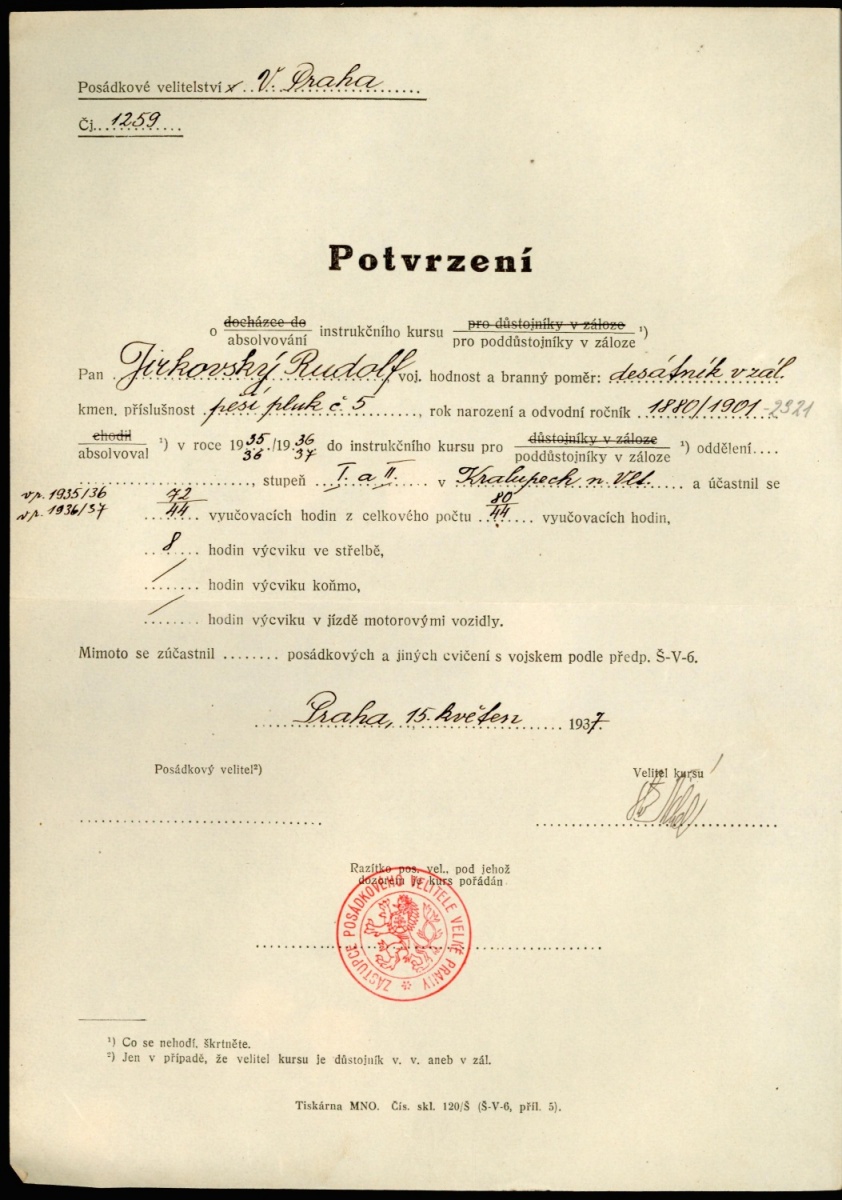 Posádkové velitelství v V. Praha
Čj. 1259
Potvrzení
o docházce do absolvování instrukčního kursu pro důstojníky v záloze pro poddůstojníky v záloze ¹)
Pan Jirkovský Rudolf, voj. hodnost a branný poměr: desátník v zál.
kmen. příslušnost pěší pluk č 5, rok narození a odvodní ročník 1880/1901-2321
chodil absolvoval ¹) v roce 1935/36 /1936/37 do instrukčního kursu pro důstojníky v záloze poddůstojníky v záloze ¹) oddělení
, stupeň I. a II. v Kralupech n. Vlt. a účastnil se
v p. 1935/36 72 80
v p. 1936/37 44 vyučovacích hodin z celkového počtu 44 vyučovacích hodin,
8 hodin výcviku ve střelbě,
/ hodin výcviku koňmo,
/ hodin výcviku v jízdě motorovými vozidly.
Mimoto se zúčastnil posádkových a jiných cvičení s vojskem podle předp. Š-V-6.
Praha, 15. květen 1937.
Posádkový velitel²) Velitel kursu
Razítko pos. vel., pod jehož
dozorem je kurs pořádán
ZÁSTUPCE POSÁDKOVÉHO VELITELE VELKÉ PRAHY
¹) Co se nehodí, škrtněte.
²) Jen v případě, že velitel kursu je důstojník v. v. aneb v zál.
Tiskárna MNO. Čís. skl. 120/Š (Š-V-6, příl. 5).